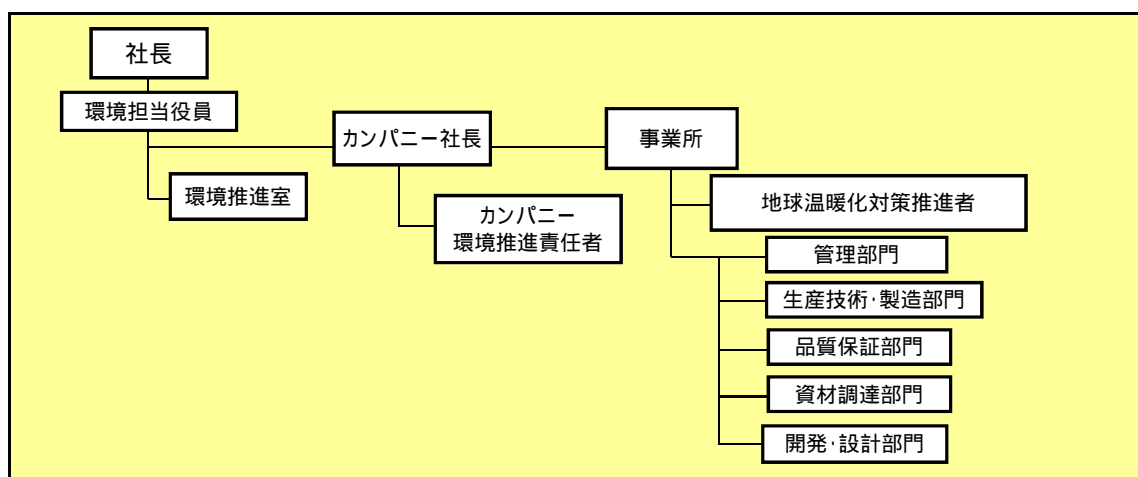 社長
環境担当役員
カンパニー社長
事業所
環境推進室
カンパニー
環境推進責任者
地球温暖化対策推進者
管理部門
生産技術･製造部門
品質保証部門
資材調達部門
開発･設計部門